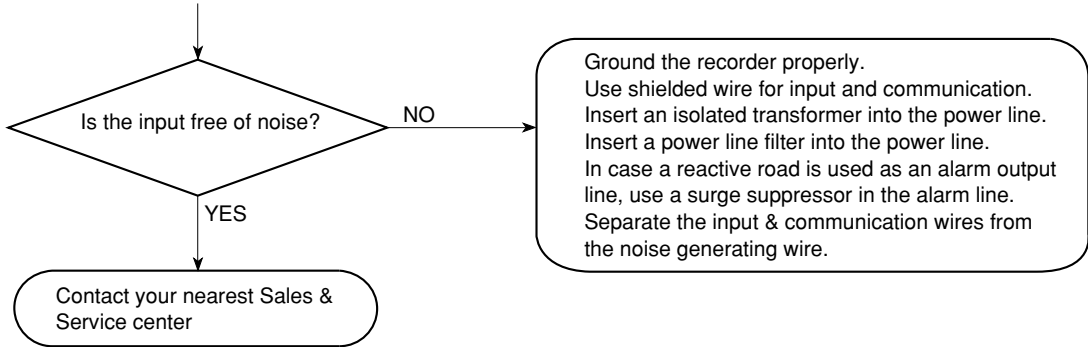 Is the input free of noise?
NO
YES
Ground the recorder properly.
Use shielded wire for input and communication.
Insert an isolated transformer into the power line.
Insert a power line filter into the power line.
In case a reactive road is used as an alarm output
line, use a surge suppressor in the alarm line.
Separate the input & communication wires from
the noise generating wire.
Contact your nearest Sales &
Service center